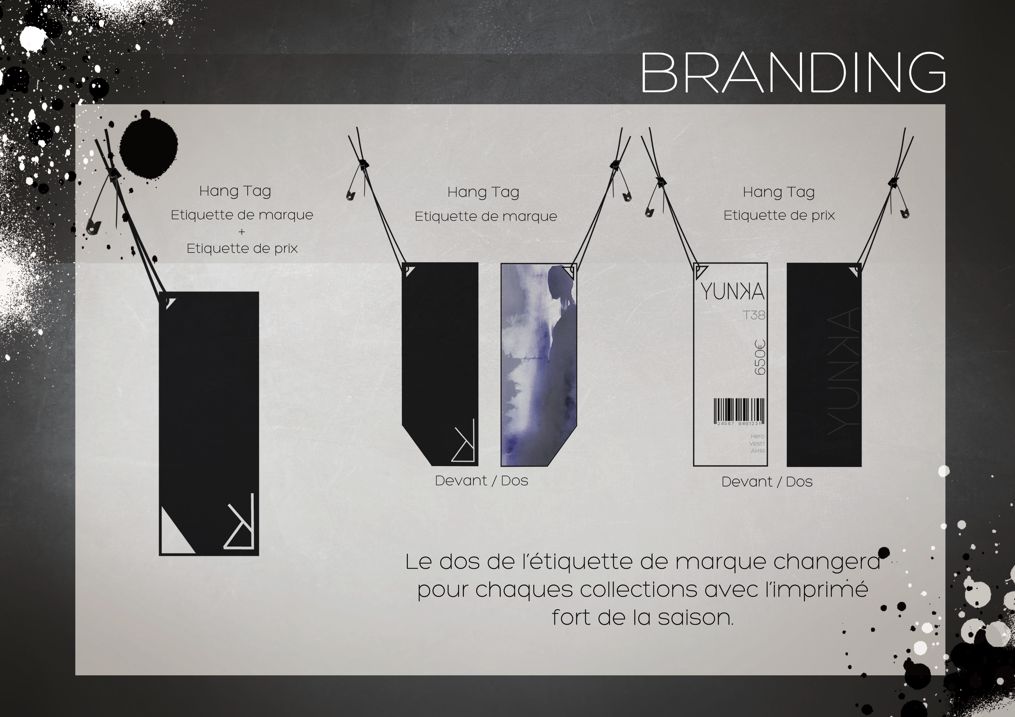 BRANDING
Hang Tag
Etiquette de marque
+
Etiquette de prix
Hang Tag
Etiquette de marque
Devant / Dos
Hang Tag
Etiquette de prix
YUNKA
T38
650€
YUNKA
Devant / Dos
Le dos de l'étiquette de marque changera
pour chaques collections avec l'imprimé
fort de la saison.